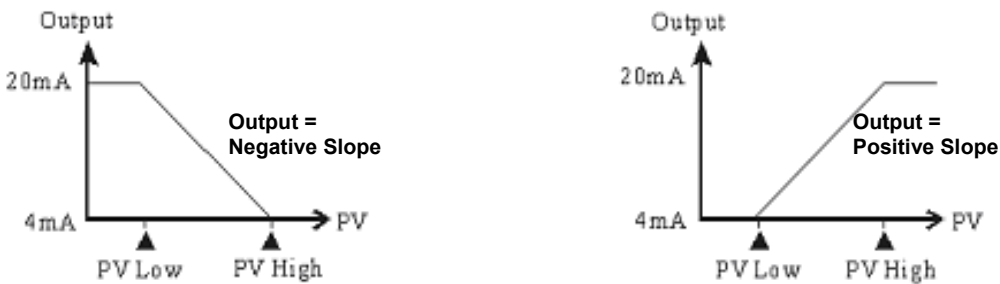 Output
20mA
Output =
Negative Slope
4mA
PV
PV Low
PV High
Output
20mA
Output =
Positive Slope
4mA
PV
PV Low
PV High